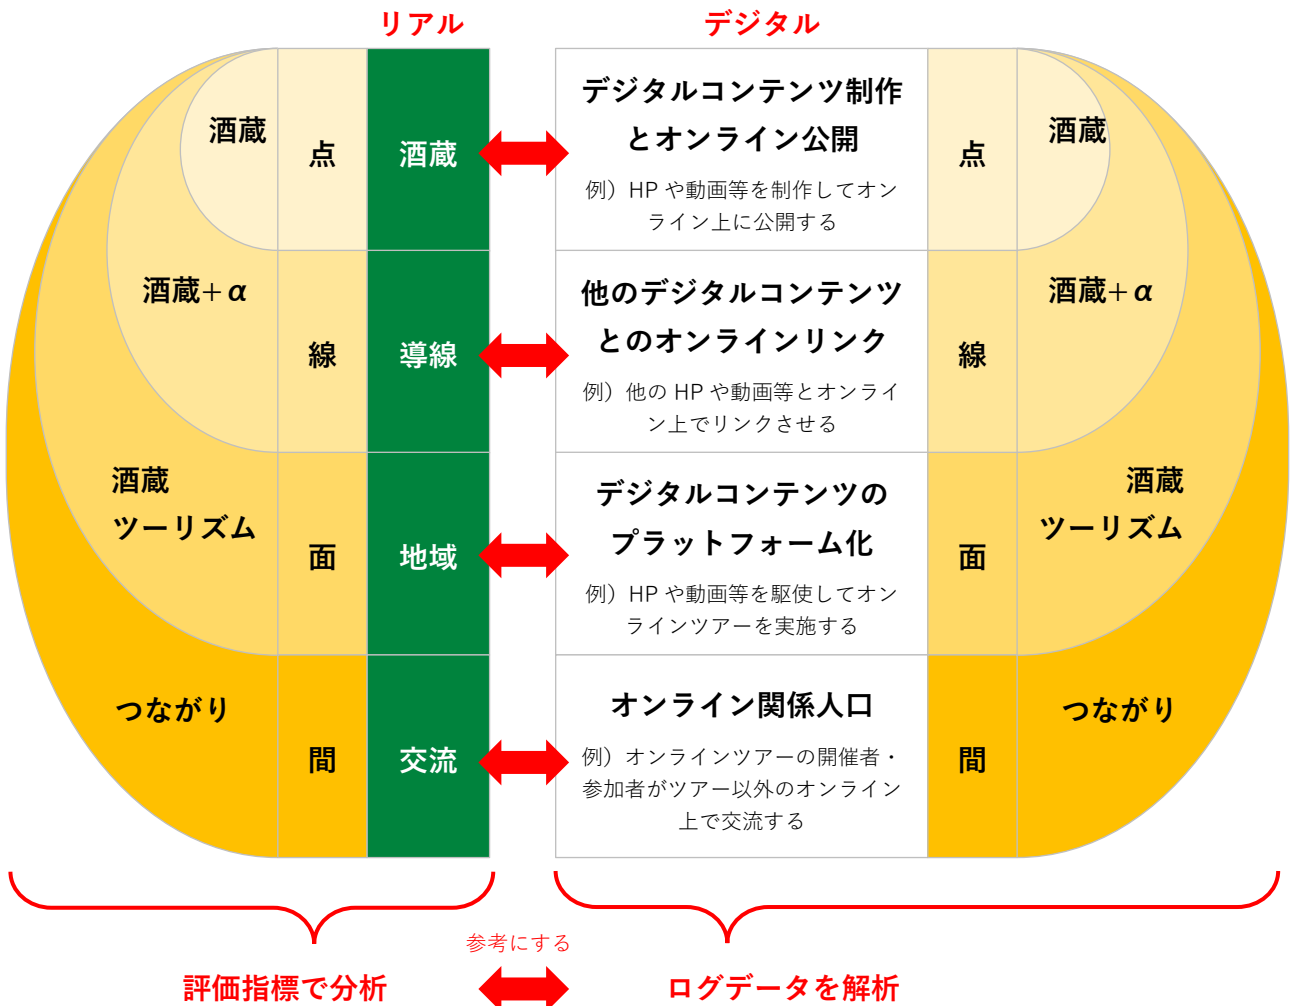 リアル
デジタル
酒蔵
点
酒蔵
デジタルコンテンツ制作
とオンライン公開
例）HP や動画等を制作してオン
ライン上に公開する
点
酒蔵
酒蔵＋α
線
導線
他のデジタルコンテンツ
とのオンラインリンク
例）他の HP や動画等とオンライ
ン上でリンクさせる
線
酒蔵＋α
酒蔵
ツーリズム
面
地域
デジタルコンテンツの
プラットフォーム化
例）HP や動画等を駆使してオン
ラインツアーを実施する
面
酒蔵
ツーリズム
つながり
間
交流
オンライン関係人口
例）オンラインツアーの開催者・
参加者がツアー以外のオンライン
上で交流する
間
つながり
参考にする
評価指標で分析
ログデータを解析